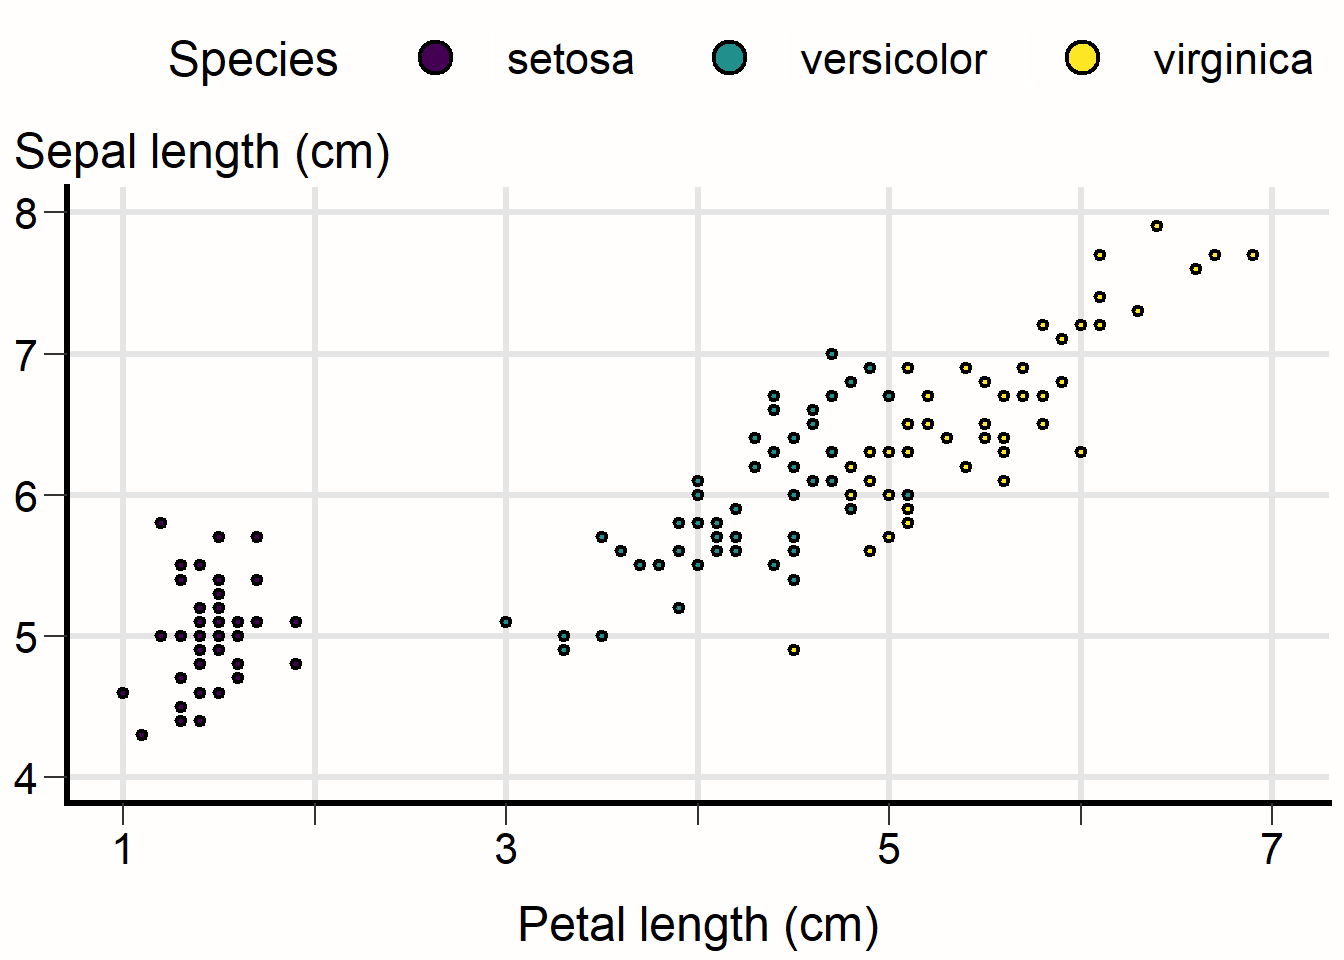 Species setosa versicolor virginica
Sepal length (cm)
8
7
6
5
4
1 3 5 7
Petal length (cm)